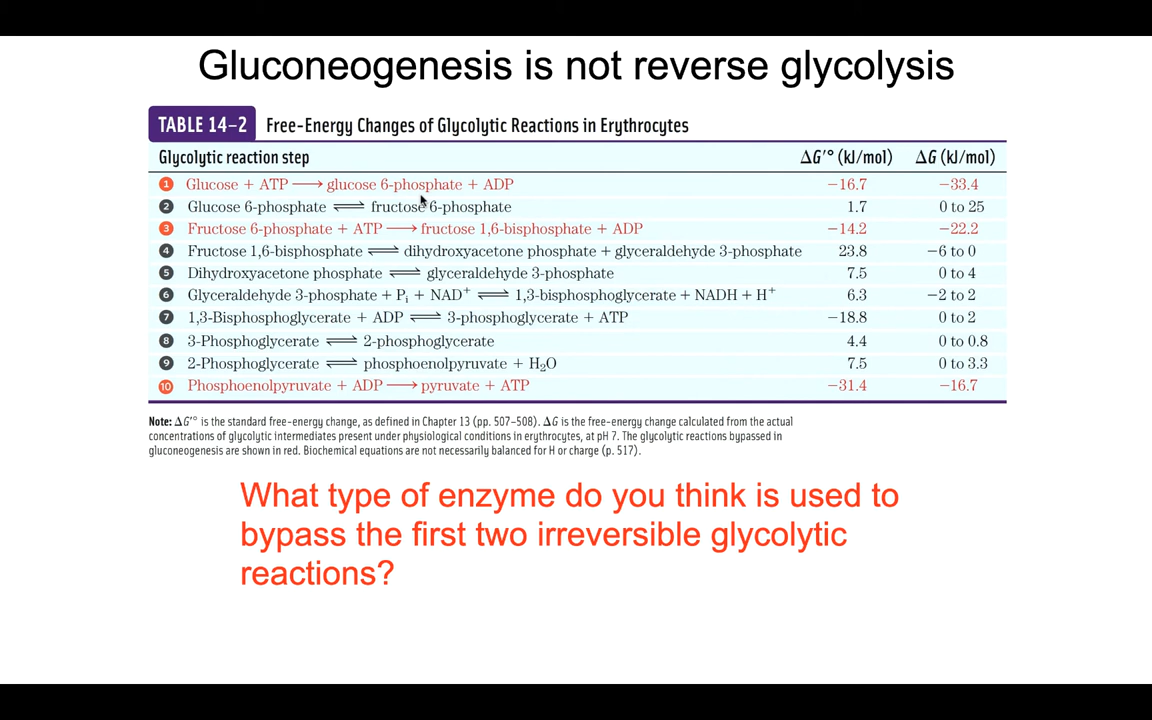 Gluconeogenesis is not reverse glycolysis
TABLE 14–2 Free-Energy Changes of Glycolytic Reactions in Erythrocytes
Glycolytic reaction step ΔG′° (kJ/mol) ΔG (kJ/mol)
1 Glucose + ATP ⟶ glucose 6-phosphate + ADP −16.7 −33.4
2 Glucose 6-phosphate ⇌ fructose 6-phosphate 1.7 0 to 25
3 Fructose 6-phosphate + ATP ⟶ fructose 1,6-bisphosphate + ADP −14.2 −22.2
4 Fructose 1,6-bisphosphate ⇌ dihydroxyacetone phosphate + glyceraldehyde 3-phosphate 23.8 −6 to 0
5 Dihydroxyacetone phosphate ⇌ glyceraldehyde 3-phosphate 7.5 0 to 4
6 Glyceraldehyde 3-phosphate + Pᵢ + NAD⁺ ⇌ 1,3-bisphosphoglycerate + NADH + H⁺ 6.3 −2 to 2
7 1,3-Bisphosphoglycerate + ADP ⇌ 3-phosphoglycerate + ATP −18.8 0 to 2
8 3-Phosphoglycerate ⇌ 2-phosphoglycerate 4.4 0 to 0.8
9 2-Phosphoglycerate ⇌ phosphoenolpyruvate + H₂O 7.5 0 to 3.3
10 Phosphoenolpyruvate + ADP ⟶ pyruvate + ATP −31.4 −16.7
Note: ΔG′° is the standard free-energy change, as defined in Chapter 13 (pp. 507–508). ΔG is the free-energy change calculated from the actual
concentrations of glycolytic intermediates present under physiological conditions in erythrocytes, at pH 7. The glycolytic reactions bypassed in
gluconeogenesis are shown in red. Biochemical equations are not necessarily balanced for H or charge (p. 517).
What type of enzyme do you think is used to
bypass the first two irreversible glycolytic
reactions?